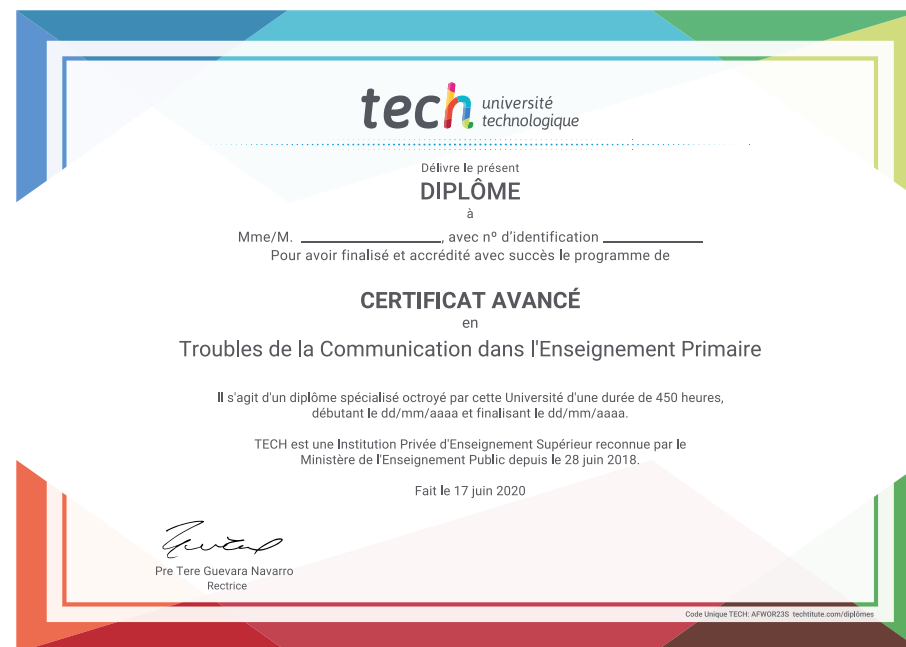 tech université
technologique
Délivre le présent
DIPLÔME
à
Mme/M. ____________________, avec nº d'identification ______________
Pour avoir finalisé et accrédité avec succès le programme de
CERTIFICAT AVANCÉ
en
Troubles de la Communication dans l'Enseignement Primaire
Il s'agit d'un diplôme spécialisé octroyé par cette Université d'une durée de 450 heures,
débutant le dd/mm/aaaa et finalisant le dd/mm/aaaa.
TECH est une Institution Privée d'Enseignement Supérieur reconnue par le
Ministère de l'Enseignement Public depuis le 28 juin 2018.
Fait le 17 juin 2020
Pre Tere Guevara Navarro
Rectrice
Code Unique TECH: AFWOR23S techtitute.com/diplômes